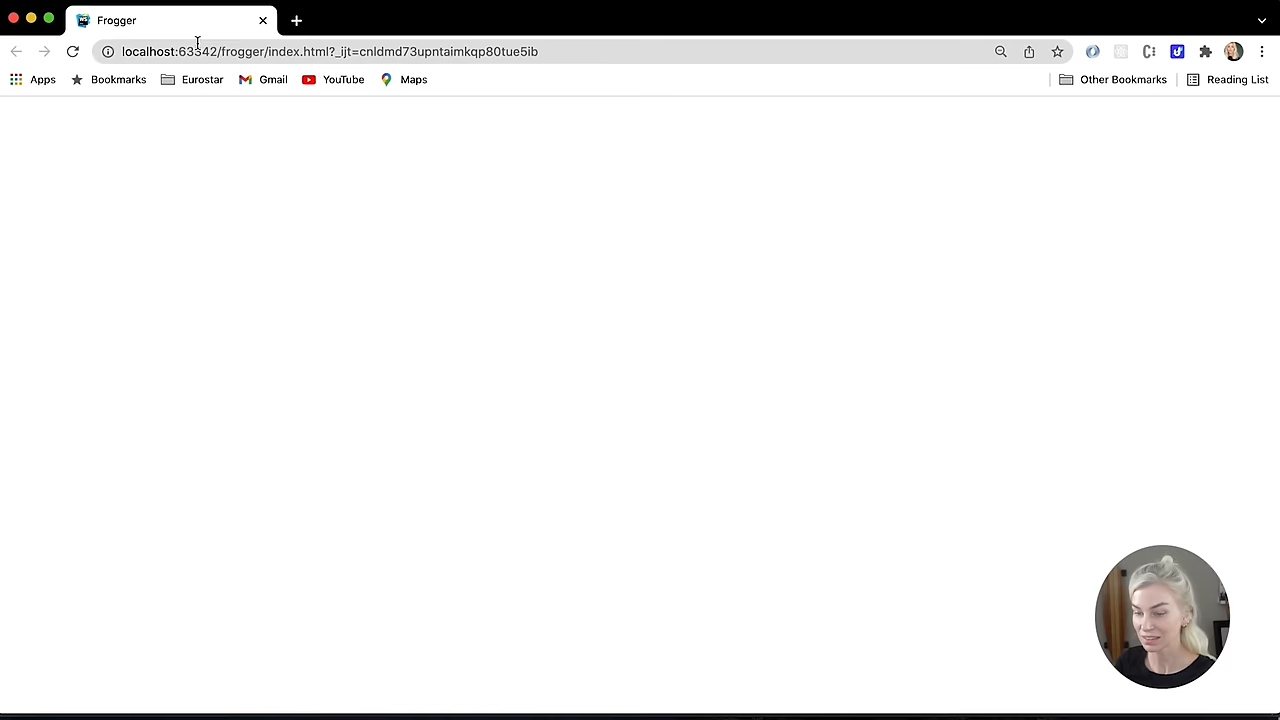 Frogger
localhost:63342/frogger/index.html?_ijt=cnldmd73upntaimkqp80tue5ib
Apps Bookmarks Eurostar Gmail YouTube Maps Other Bookmarks Reading List